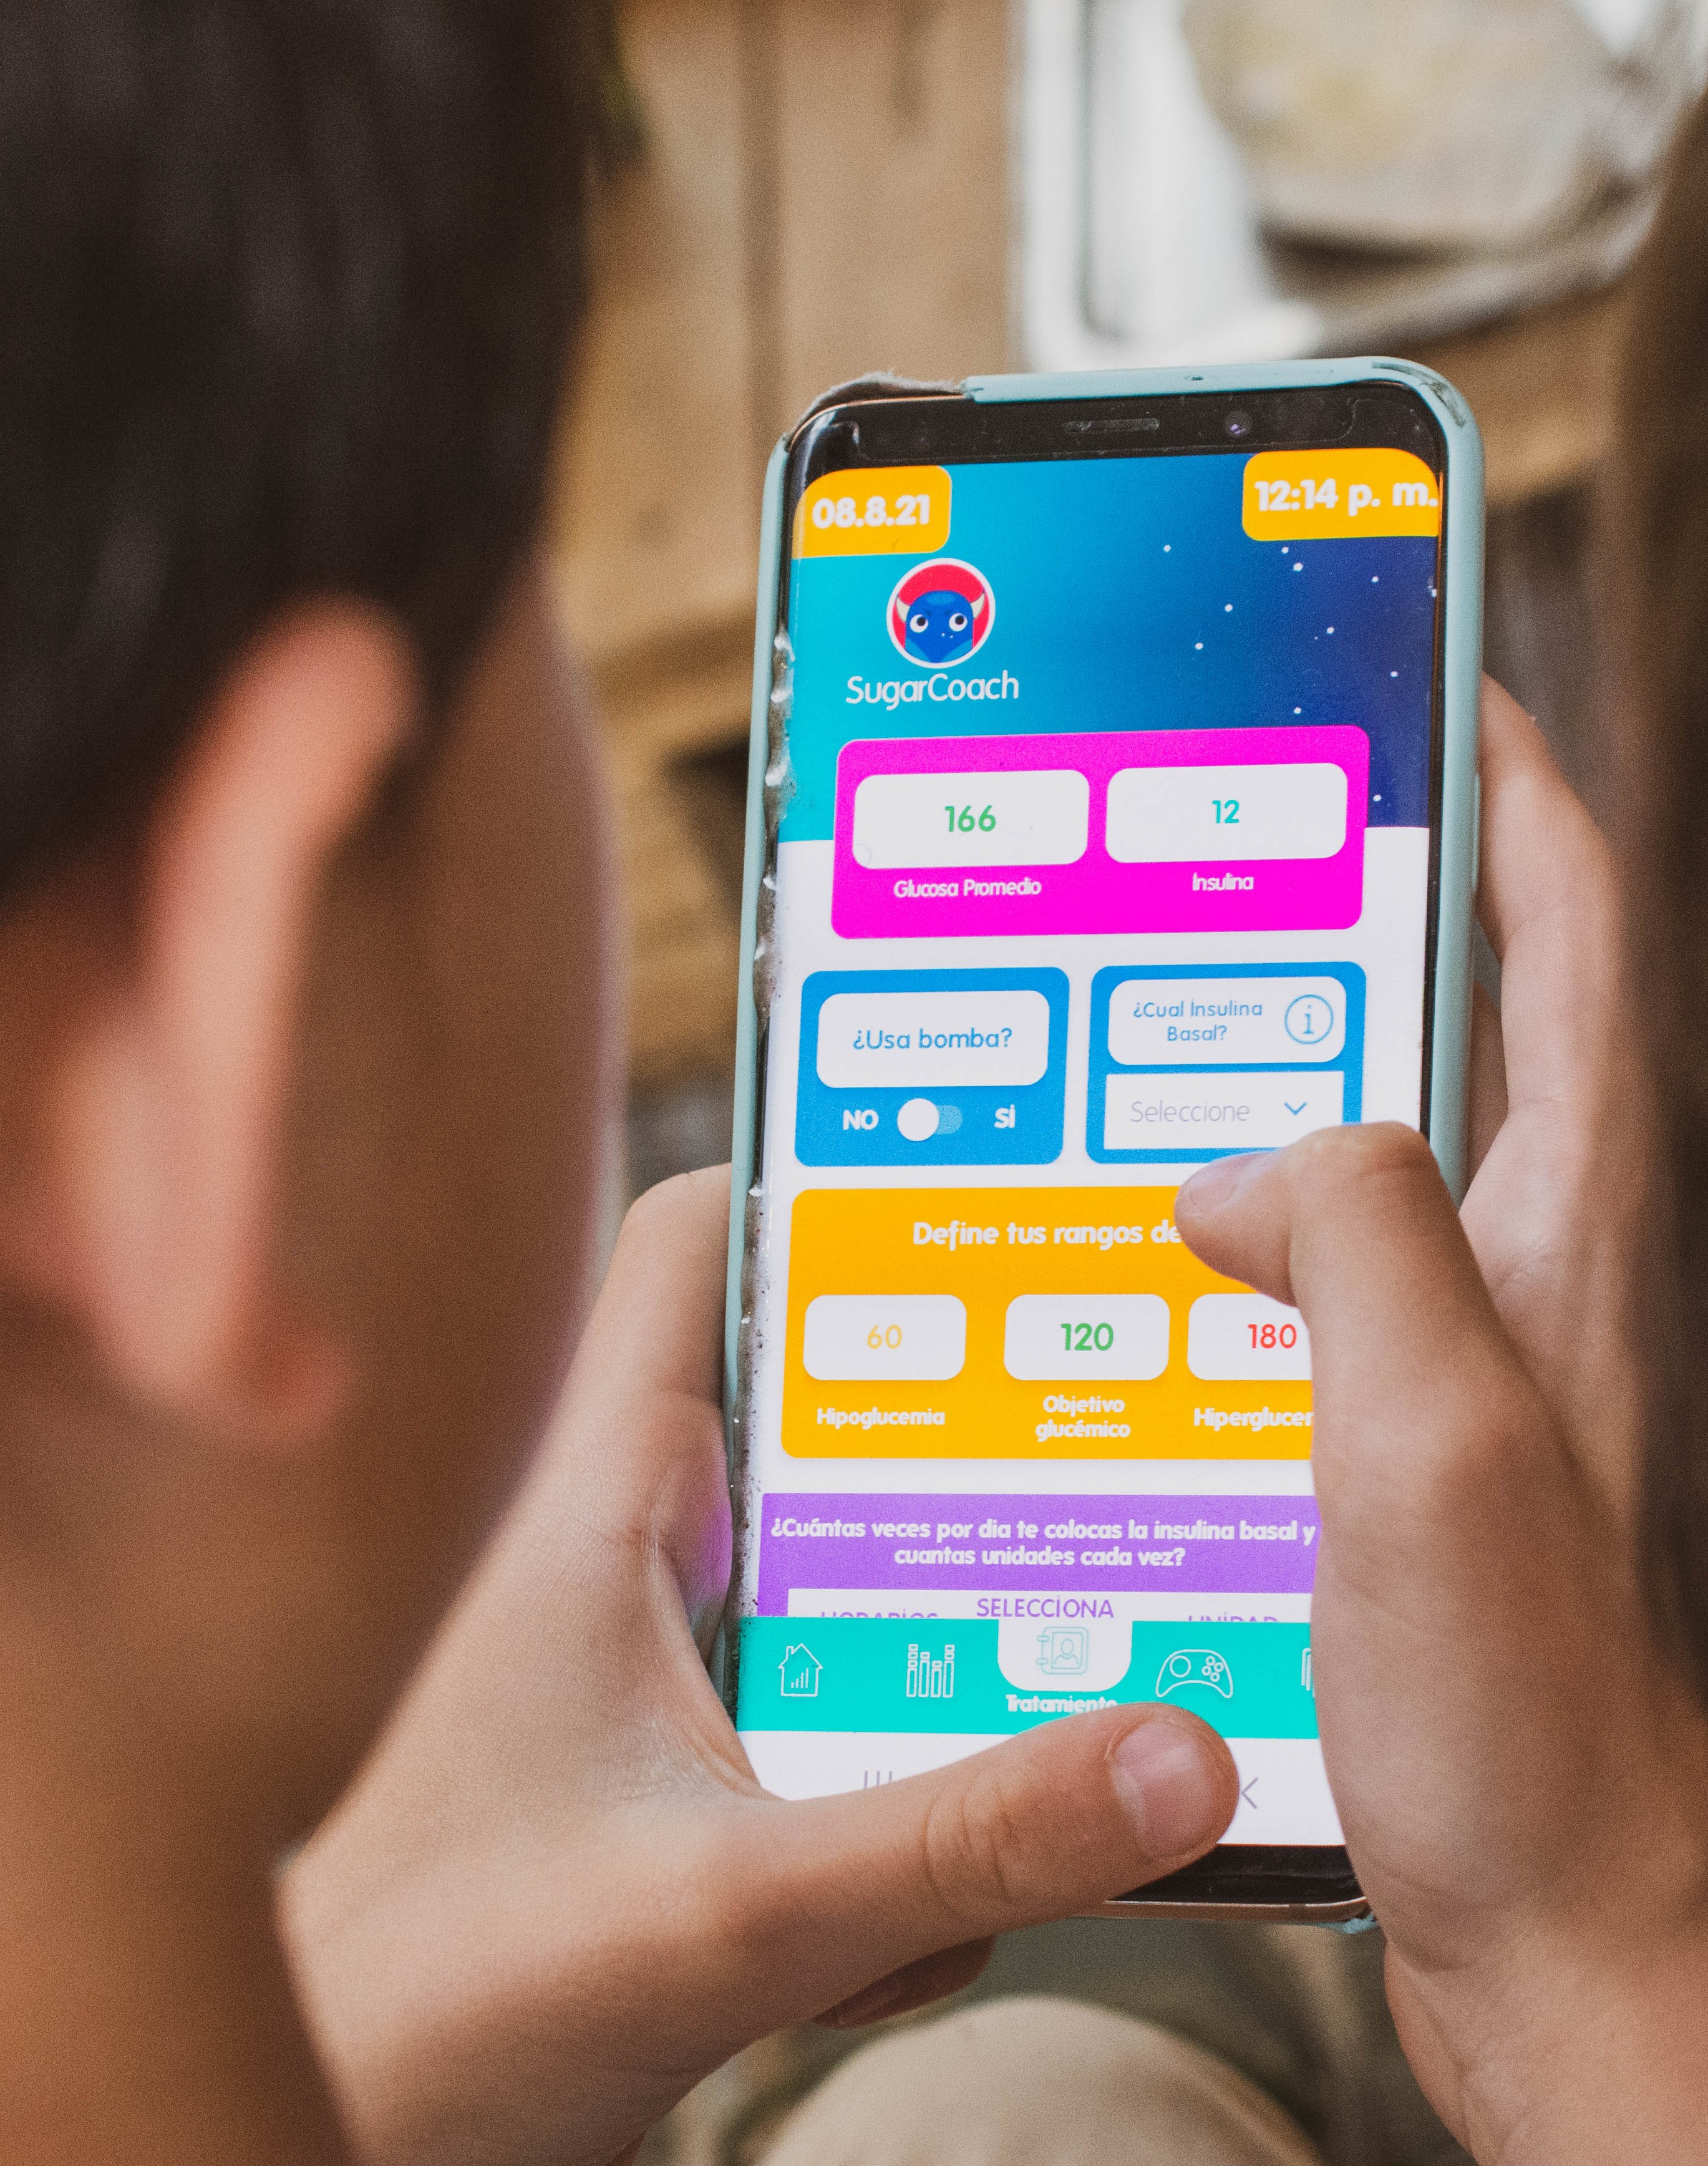 08.8.21
12:14 p. m.
SugarCoach
166
12
Glucosa Promedio
Insulina
¿Usa bomba?
NO
SÍ
¿Cual Insulina
Basal?
i
Seleccione
Define tus rangos de
60
120
180
Hipoglucemia
Objetivo
glucémico
¿Cuántas veces por dia te colocas la insulina basal y
cuantas unidades cada vez?
SELECCIONA
Tratamiento